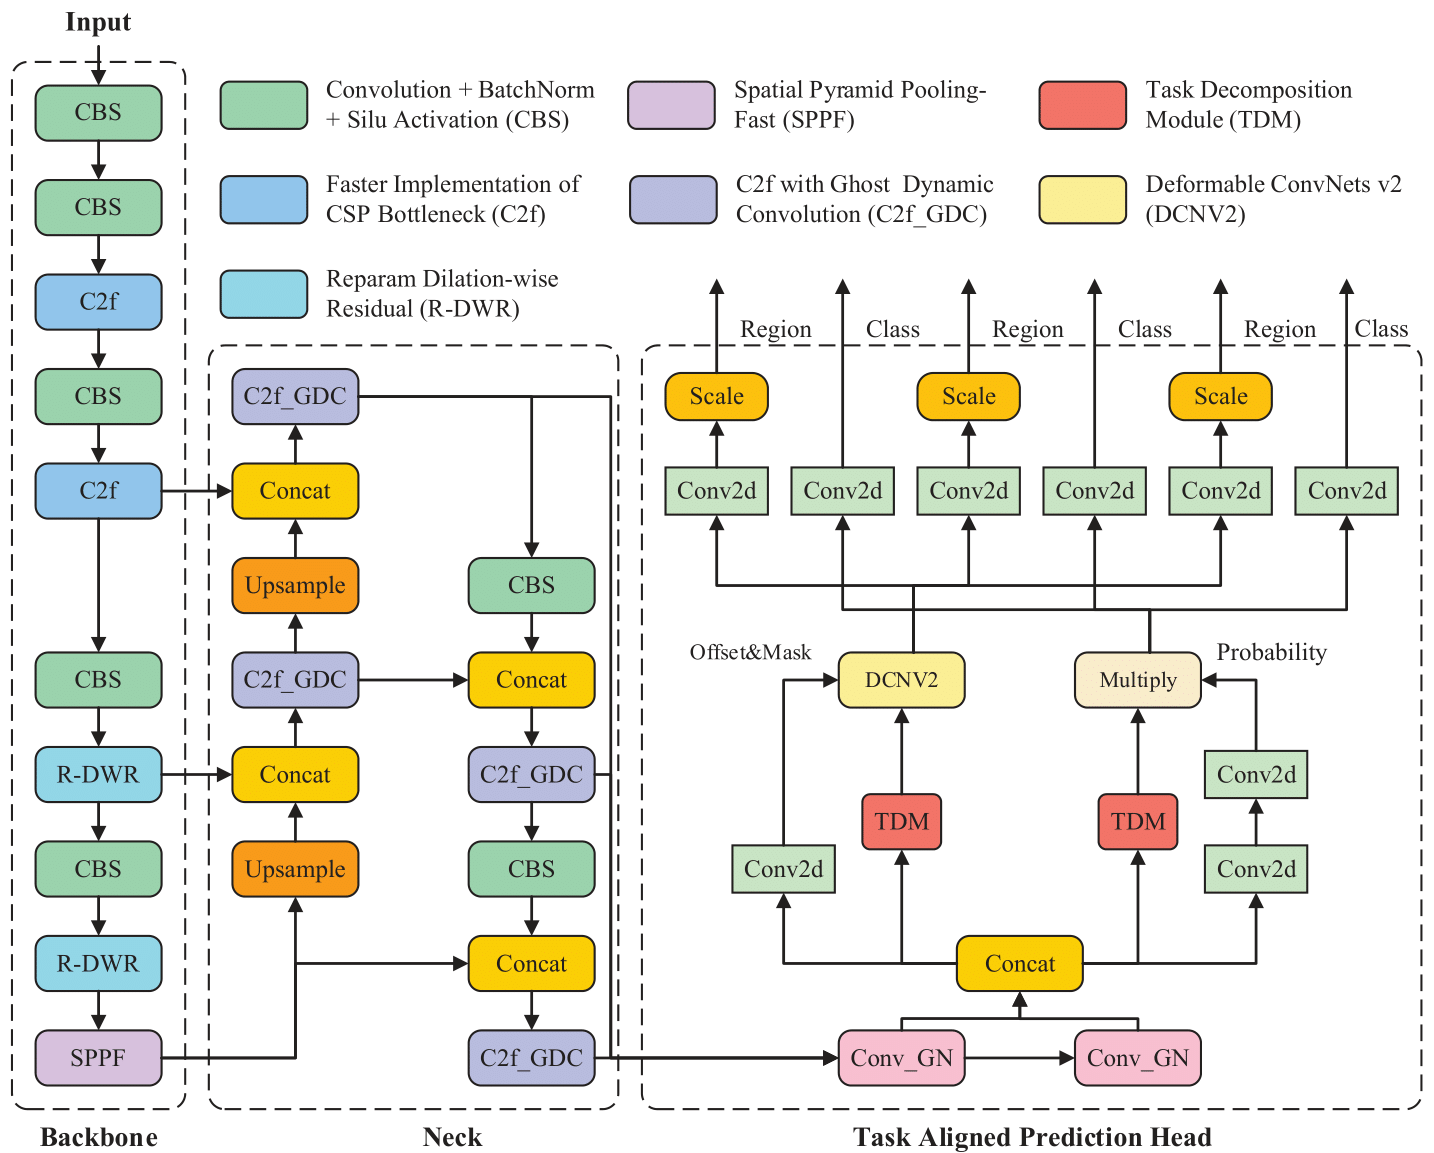 Input
CBS
CBS
C2f
CBS
C2f
CBS
R-DWR
CBS
R-DWR
SPPF
Backbone
Convolution + BatchNorm
+ Silu Activation (CBS)
Spatial Pyramid Pooling-
Fast (SPPF)
Task Decomposition
Module (TDM)
Faster Implementation of
CSP Bottleneck (C2f)
C2f with Ghost Dynamic
Convolution (C2f_GDC)
Deformable ConvNets v2
(DCNV2)
Reparam Dilation-wise
Residual (R-DWR)
C2f_GDC
Concat
Upsample
C2f_GDC
Concat
Upsample
CBS
Concat
C2f_GDC
CBS
Concat
C2f_GDC
Neck
Region Class Region Class Region Class
Scale Scale Scale
Conv2d Conv2d Conv2d Conv2d Conv2d Conv2d
Offset&Mask DCNV2 Multiply Probability
Conv2d
TDM TDM
Conv2d Conv2d
Concat
Conv_GN Conv_GN
Task Aligned Prediction Head